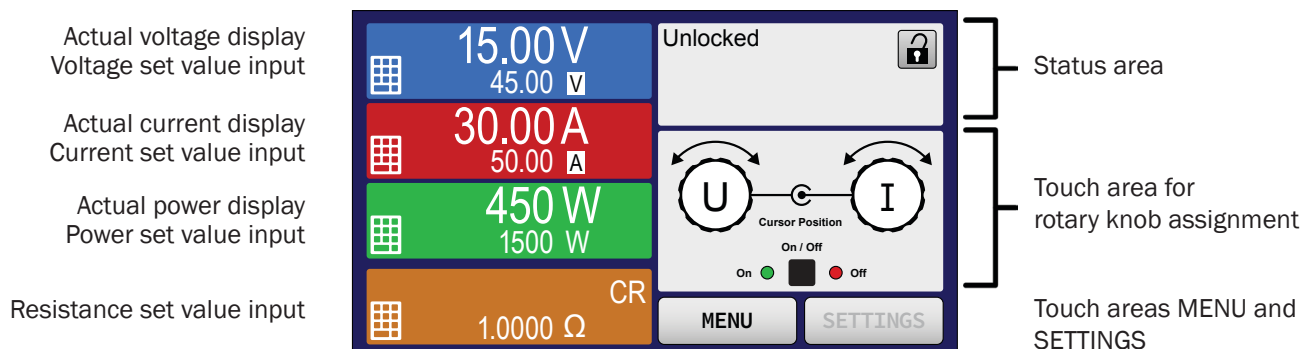 Actual voltage display
Voltage set value input
Actual current display
Current set value input
Actual power display
Power set value input
Resistance set value input
15.00 V
45.00 V
30.00 A
50.00 A
450 W
1500 W
CR
1.0000 Ω
Unlocked
U
I
Cursor Position
On / Off
On
Off
MENU
SETTINGS
Status area
Touch area for
rotary knob assignment
Touch areas MENU and
SETTINGS